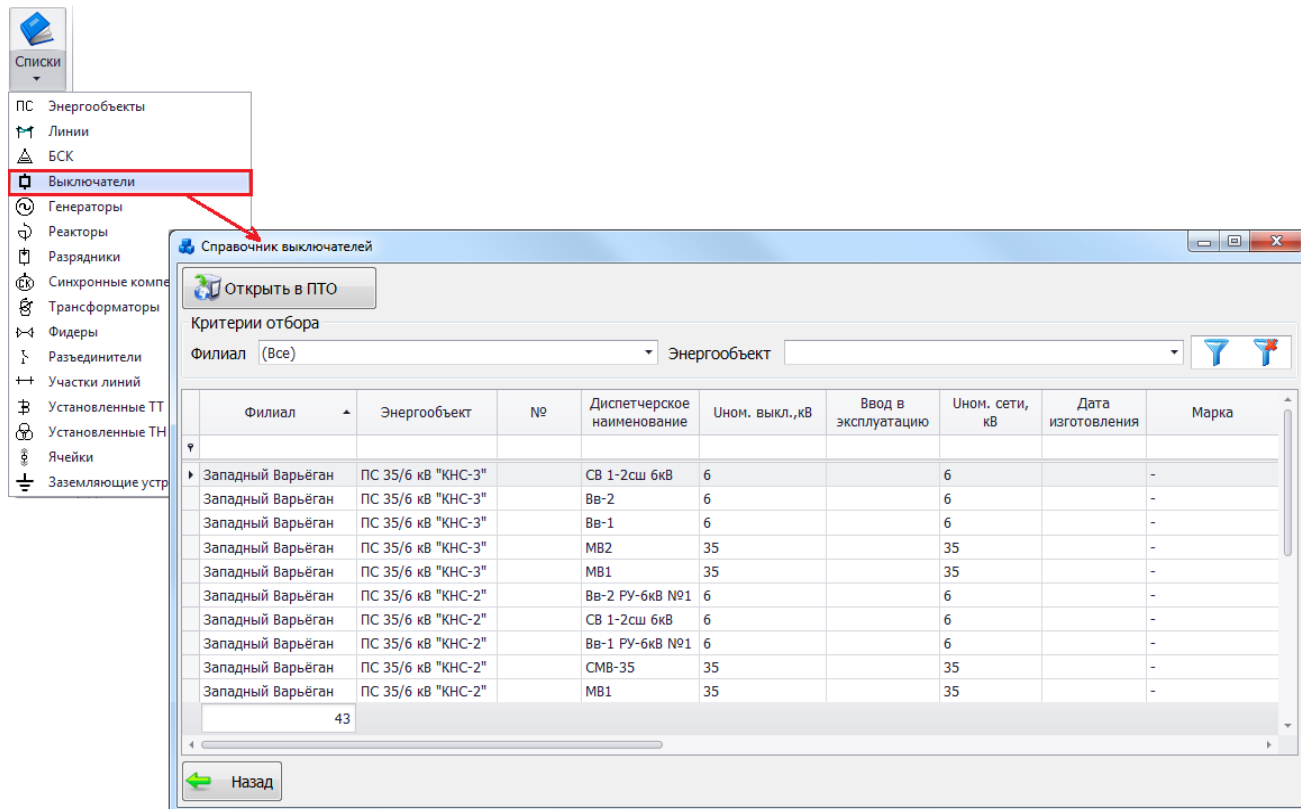 Списки
ПС Энергообъекты
Линии
БСК
Выключатели
Генераторы
Реакторы
Разрядники
СК Синхронные компе
Трансформаторы
Фидеры
Разъединители
Участки линий
Установленные ТТ
Установленные ТН
Ячейки
Заземляющие устр
Справочник выключателей
Открыть в ПТО
Критерии отбора
Филиал (Все) Энергообъект
Филиал Энергообъект № Диспетчерское наименование Uном. выкл.,кВ Ввод в эксплуатацию Uном. сети, кВ Дата изготовления Марка
Западный Варьёган ПС 35/6 кВ "КНС-3" СВ 1-2сш 6кВ 6 6 -
Западный Варьёган ПС 35/6 кВ "КНС-3" Вв-2 6 6 -
Западный Варьёган ПС 35/6 кВ "КНС-3" Вв-1 6 6 -
Западный Варьёган ПС 35/6 кВ "КНС-3" МВ2 35 35 -
Западный Варьёган ПС 35/6 кВ "КНС-3" МВ1 35 35 -
Западный Варьёган ПС 35/6 кВ "КНС-2" Вв-2 РУ-6кВ №1 6 6 -
Западный Варьёган ПС 35/6 кВ "КНС-2" СВ 1-2сш 6кВ 6 6 -
Западный Варьёган ПС 35/6 кВ "КНС-2" Вв-1 РУ-6кВ №1 6 6 -
Западный Варьёган ПС 35/6 кВ "КНС-2" СМВ-35 35 35 -
Западный Варьёган ПС 35/6 кВ "КНС-2" МВ1 35 35 -
43
Назад